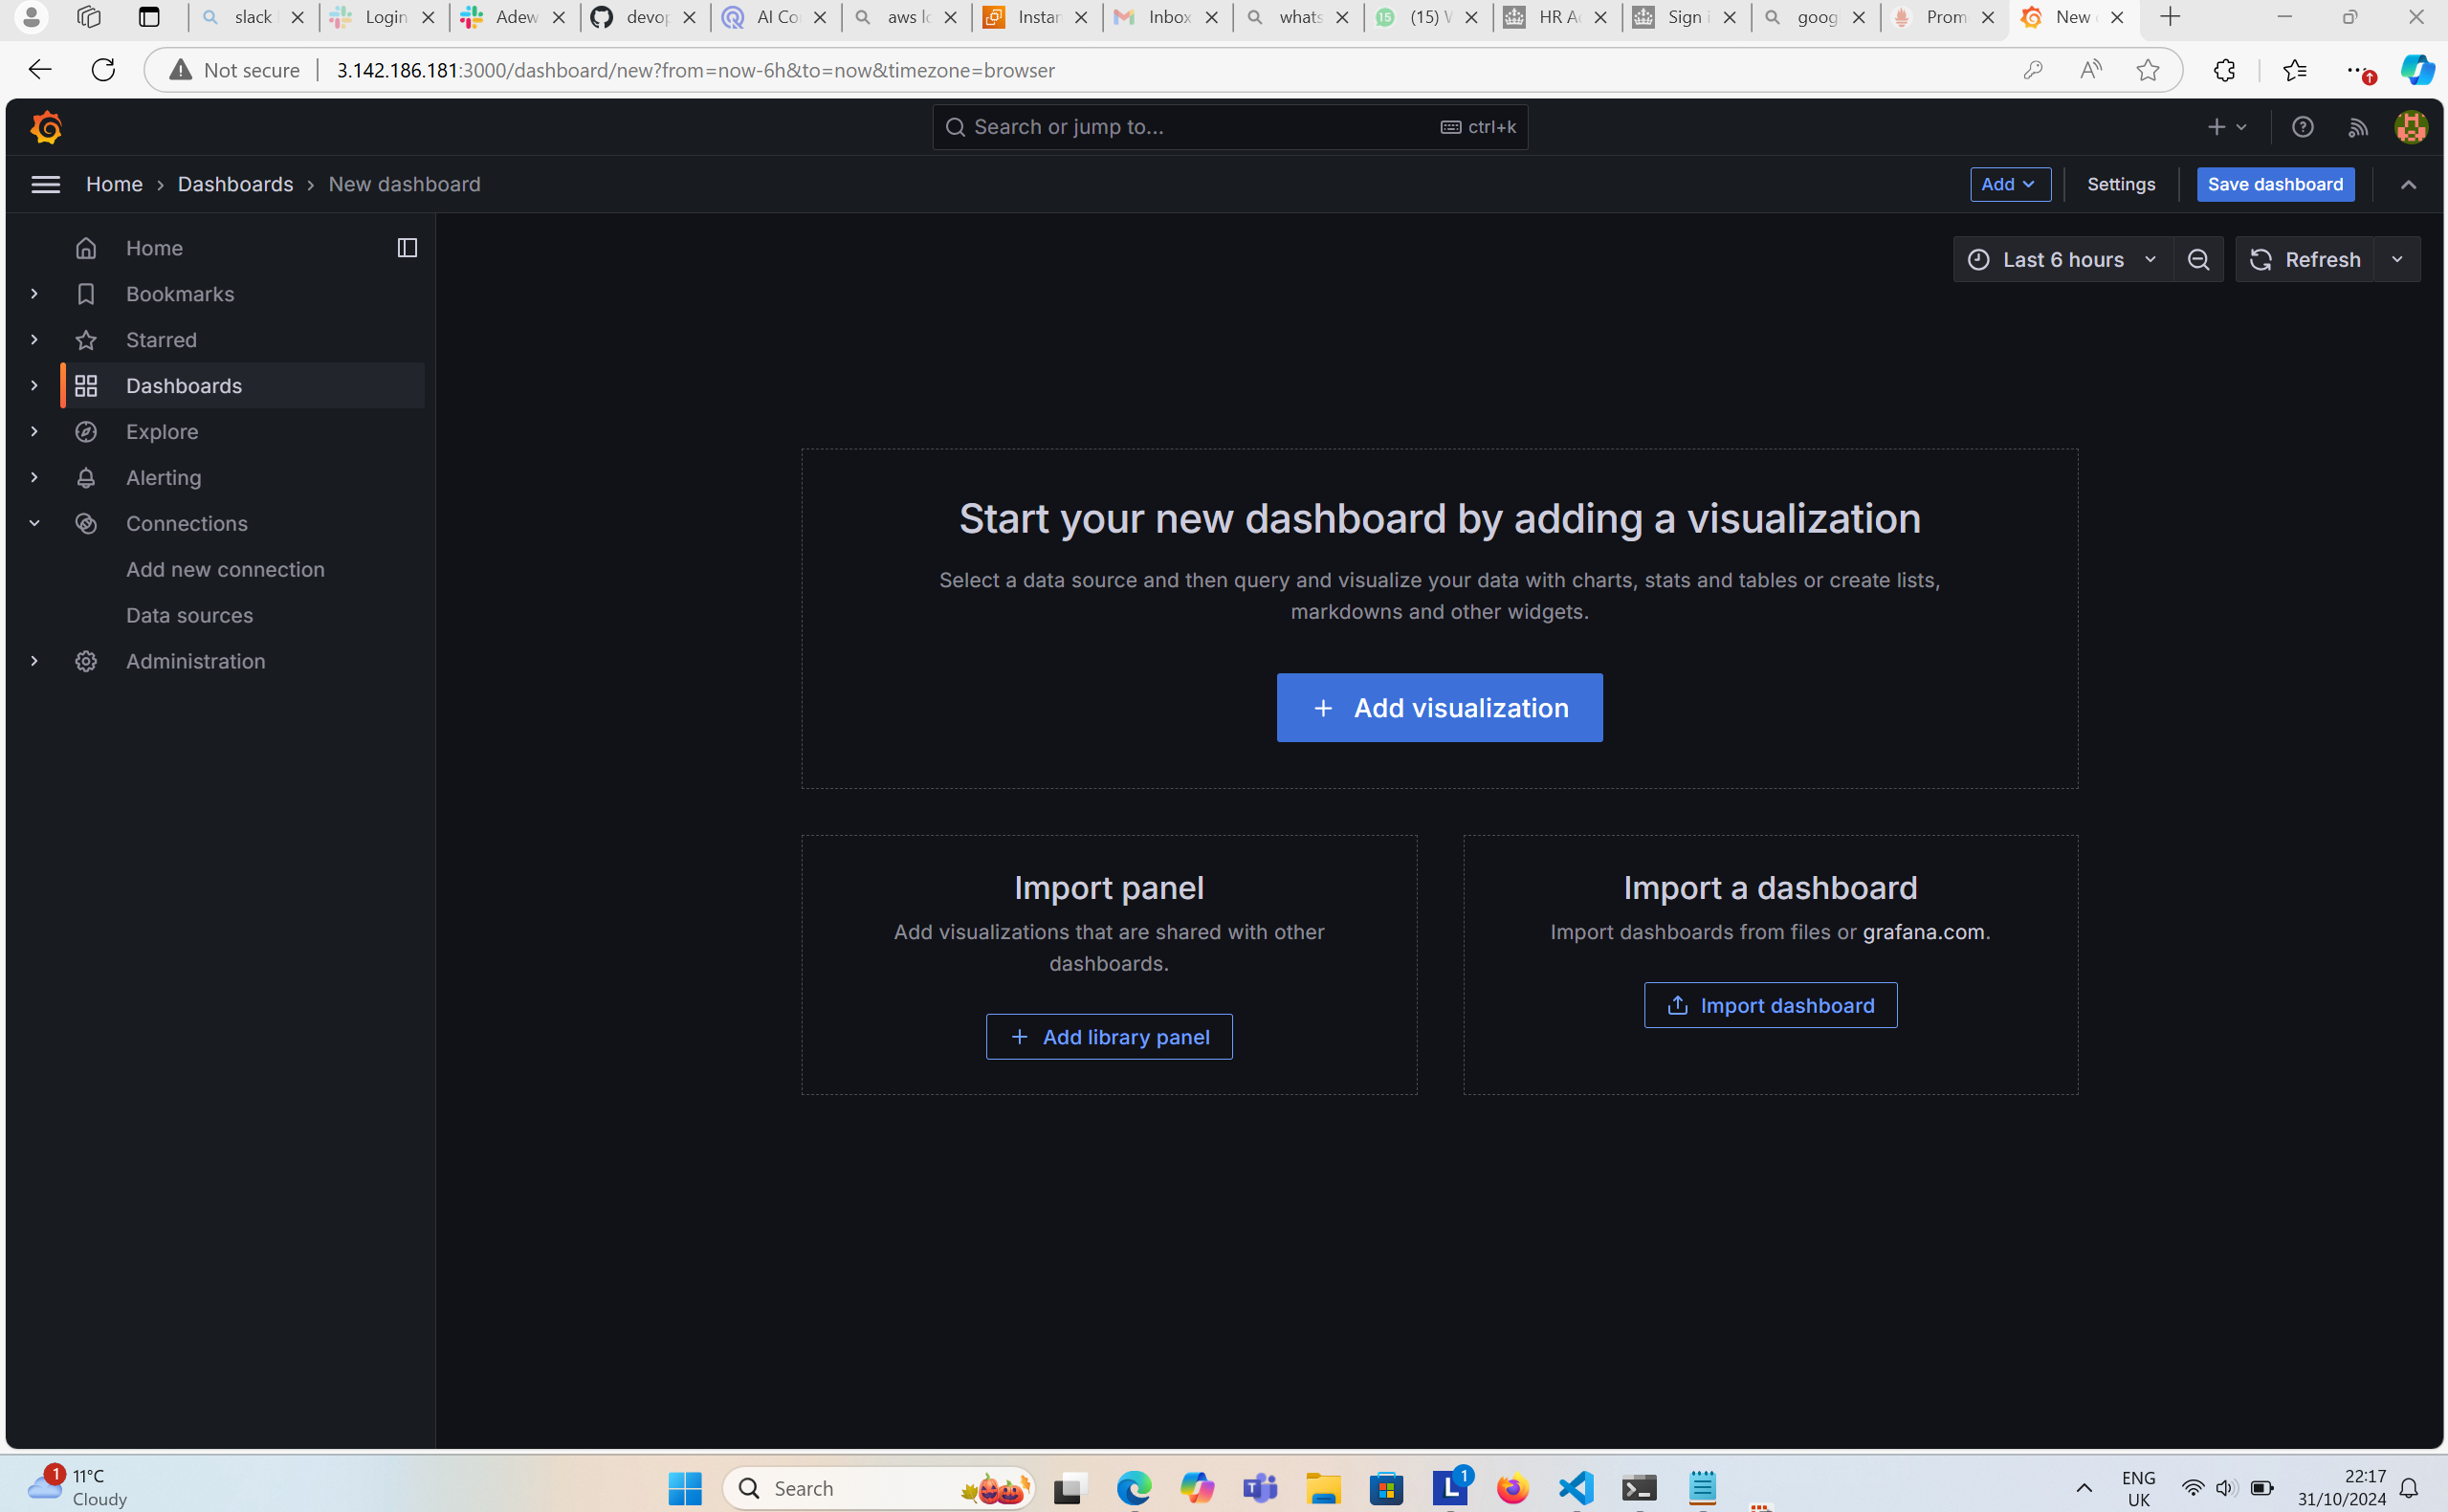 slack
Login
Adew
devop
AI Co
aws lo
Instar
Inbox
whats
(15) W
HR A
Sign i
goog
Prom
New
Not secure
3.142.186.181:3000/dashboard/new?from=now-6h&to=now&timezone=browser
Search or jump to...
ctrl+k
Home › Dashboards › New dashboard
Add
Settings
Save dashboard
Home
Last 6 hours
Refresh
Bookmarks
Starred
Dashboards
Explore
Alerting
Connections
Add new connection
Data sources
Administration
Start your new dashboard by adding a visualization
Select a data source and then query and visualize your data with charts, stats and tables or create lists,
markdowns and other widgets.
+ Add visualization
Import panel
Add visualizations that are shared with other
dashboards.
+ Add library panel
Import a dashboard
Import dashboards from files or grafana.com.
Import dashboard
1
11°C
Cloudy
Search
1
ENG
UK
22:17
31/10/2024